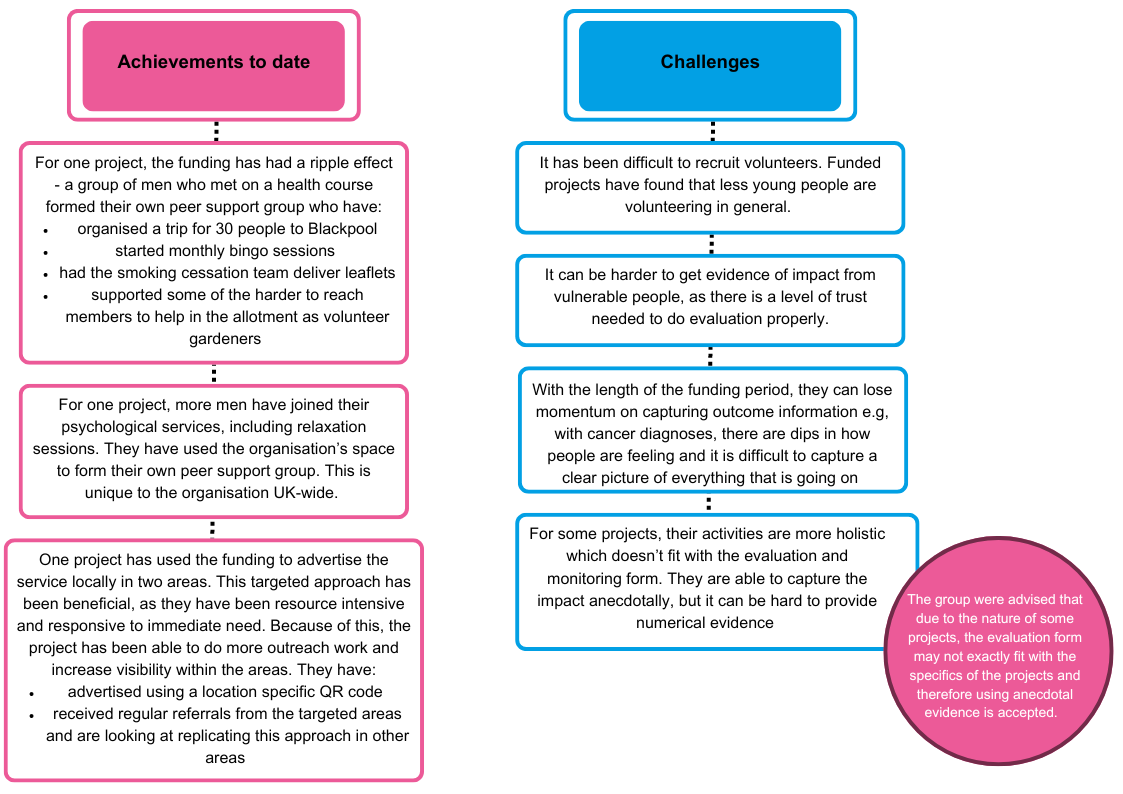 Achievements to date
For one project, the funding has had a ripple effect
- a group of men who met on a health course
formed their own peer support group who have:
• organised a trip for 30 people to Blackpool
• started monthly bingo sessions
• had the smoking cessation team deliver leaflets
• supported some of the harder to reach
members to help in the allotment as volunteer
gardeners
For one project, more men have joined their
psychological services, including relaxation
sessions. They have used the organisation’s space
to form their own peer support group. This is
unique to the organisation UK-wide.
One project has used the funding to advertise the
service locally in two areas. This targeted approach has
been beneficial, as they have been resource intensive
and responsive to immediate need. Because of this, the
project has been able to do more outreach work and
increase visibility within the areas. They have:
• advertised using a location specific QR code
• received regular referrals from the targeted areas
and are looking at replicating this approach in other
areas
Challenges
It has been difficult to recruit volunteers. Funded
projects have found that less young people are
volunteering in general.
It can be harder to get evidence of impact from
vulnerable people, as there is a level of trust
needed to do evaluation properly.
With the length of the funding period, they can lose
momentum on capturing outcome information e.g,
with cancer diagnoses, there are dips in how
people are feeling and it is difficult to capture a
clear picture of everything that is going on
For some projects, their activities are more holistic
which doesn’t fit with the evaluation and
monitoring form. They are able to capture the
impact anecdotally, but it can be hard to provide
numerical evidence
The group were advised that
due to the nature of some
projects, the evaluation form
may not exactly fit with the
specifics of the projects and
therefore using anecdotal
evidence is accepted.